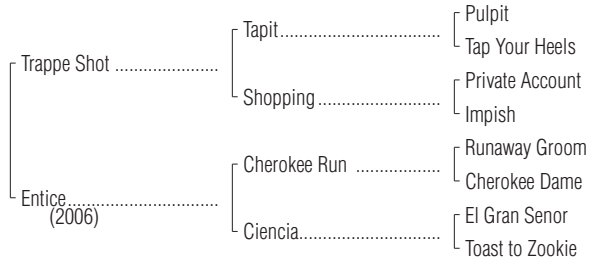 Pulpit
Tapit
Tap Your Heels
Trappe Shot
Private Account
Shopping
Impish
Runaway Groom
Cherokee Run
Cherokee Dame
Entice
(2006)
El Gran Senor
Ciencia
Toast to Zookie